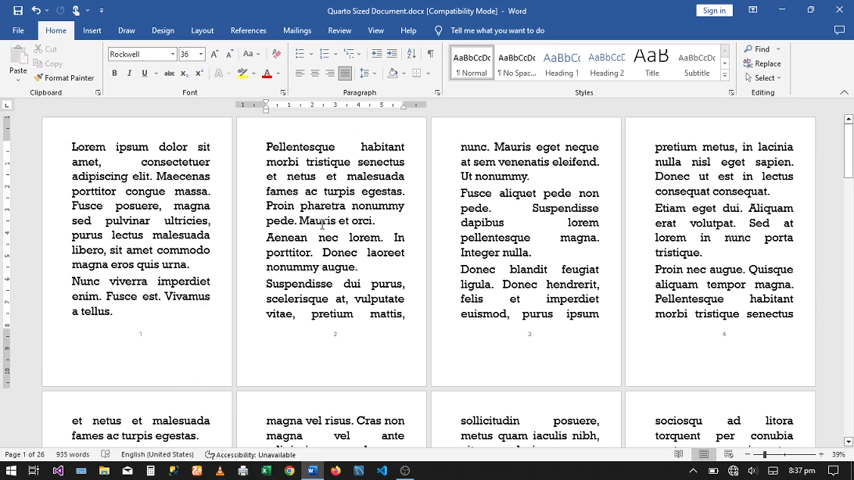 Quarto Sized Document.docx [Compatibility Mode] - Word
Sign in
File Home Insert Draw Design Layout References Mailings Review View Help Tell me what you want to do
Paste
Cut
Copy
Format Painter
Clipboard
Rockwell 36
Font
Paragraph
AaBbCcDc AaBbCcDc AaBbC AaBbCcD AaB AaBbCcD
¶ Normal ¶ No Spac... Heading 1 Heading 2 Title Subtitle
Styles
Find
Replace
Select
Editing
Lorem ipsum dolor sit
amet, consectetuer
adipiscing elit. Maecenas
porttitor congue massa.
Fusce posuere, magna
sed pulvinar ultricies,
purus lectus malesuada
libero, sit amet commodo
magna eros quis urna.
Nunc viverra imperdiet
enim. Fusce est. Vivamus
a tellus.
1
Pellentesque habitant
morbi tristique senectus
et netus et malesuada
fames ac turpis egestas.
Proin pharetra nonummy
pede. Mauris et orci.
Aenean nec lorem. In
porttitor. Donec laoreet
nonummy augue.
Suspendisse dui purus,
scelerisque at, vulputate
vitae, pretium mattis,
2
nunc. Mauris eget neque
at sem venenatis eleifend.
Ut nonummy.
Fusce aliquet pede non
pede. Suspendisse
dapibus lorem
pellentesque magna.
Integer nulla.
Donec blandit feugiat
ligula. Donec hendrerit,
felis et imperdiet
euismod, purus ipsum
3
pretium metus, in lacinia
nulla nisl eget sapien.
Donec ut est in lectus
consequat consequat.
Etiam eget dui. Aliquam
erat volutpat. Sed at
lorem in nunc porta
tristique.
Proin nec augue. Quisque
aliquam tempor magna.
Pellentesque habitant
morbi tristique senectus
4
et netus et malesuada
fames ac turpis egestas.
magna vel risus. Cras non
magna vel ante
sollicitudin posuere,
metus quam iaculis nibh,
sociosqu ad litora
torquent per conubia
Page 1 of 26 935 words English (United States) Accessibility: Unavailable 39%
8:37 pm